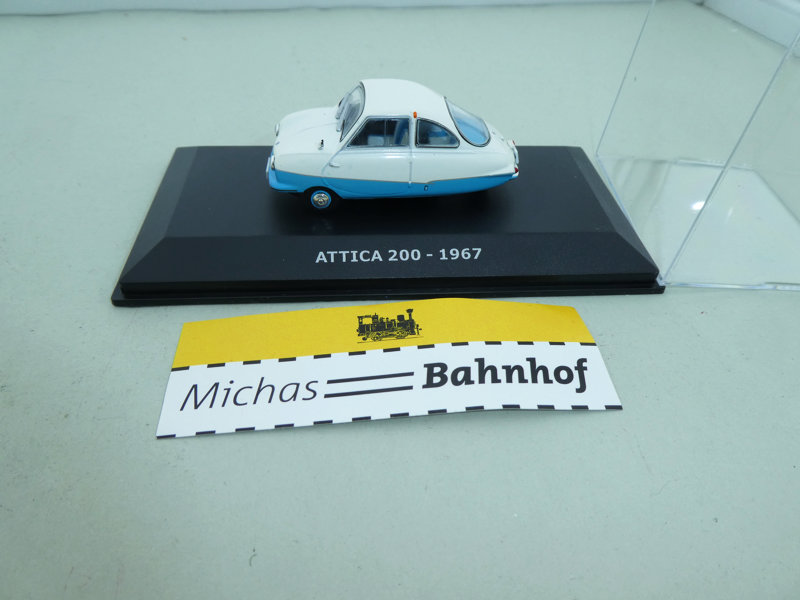 ATTICA 200 - 1967
Michas Bahnhof